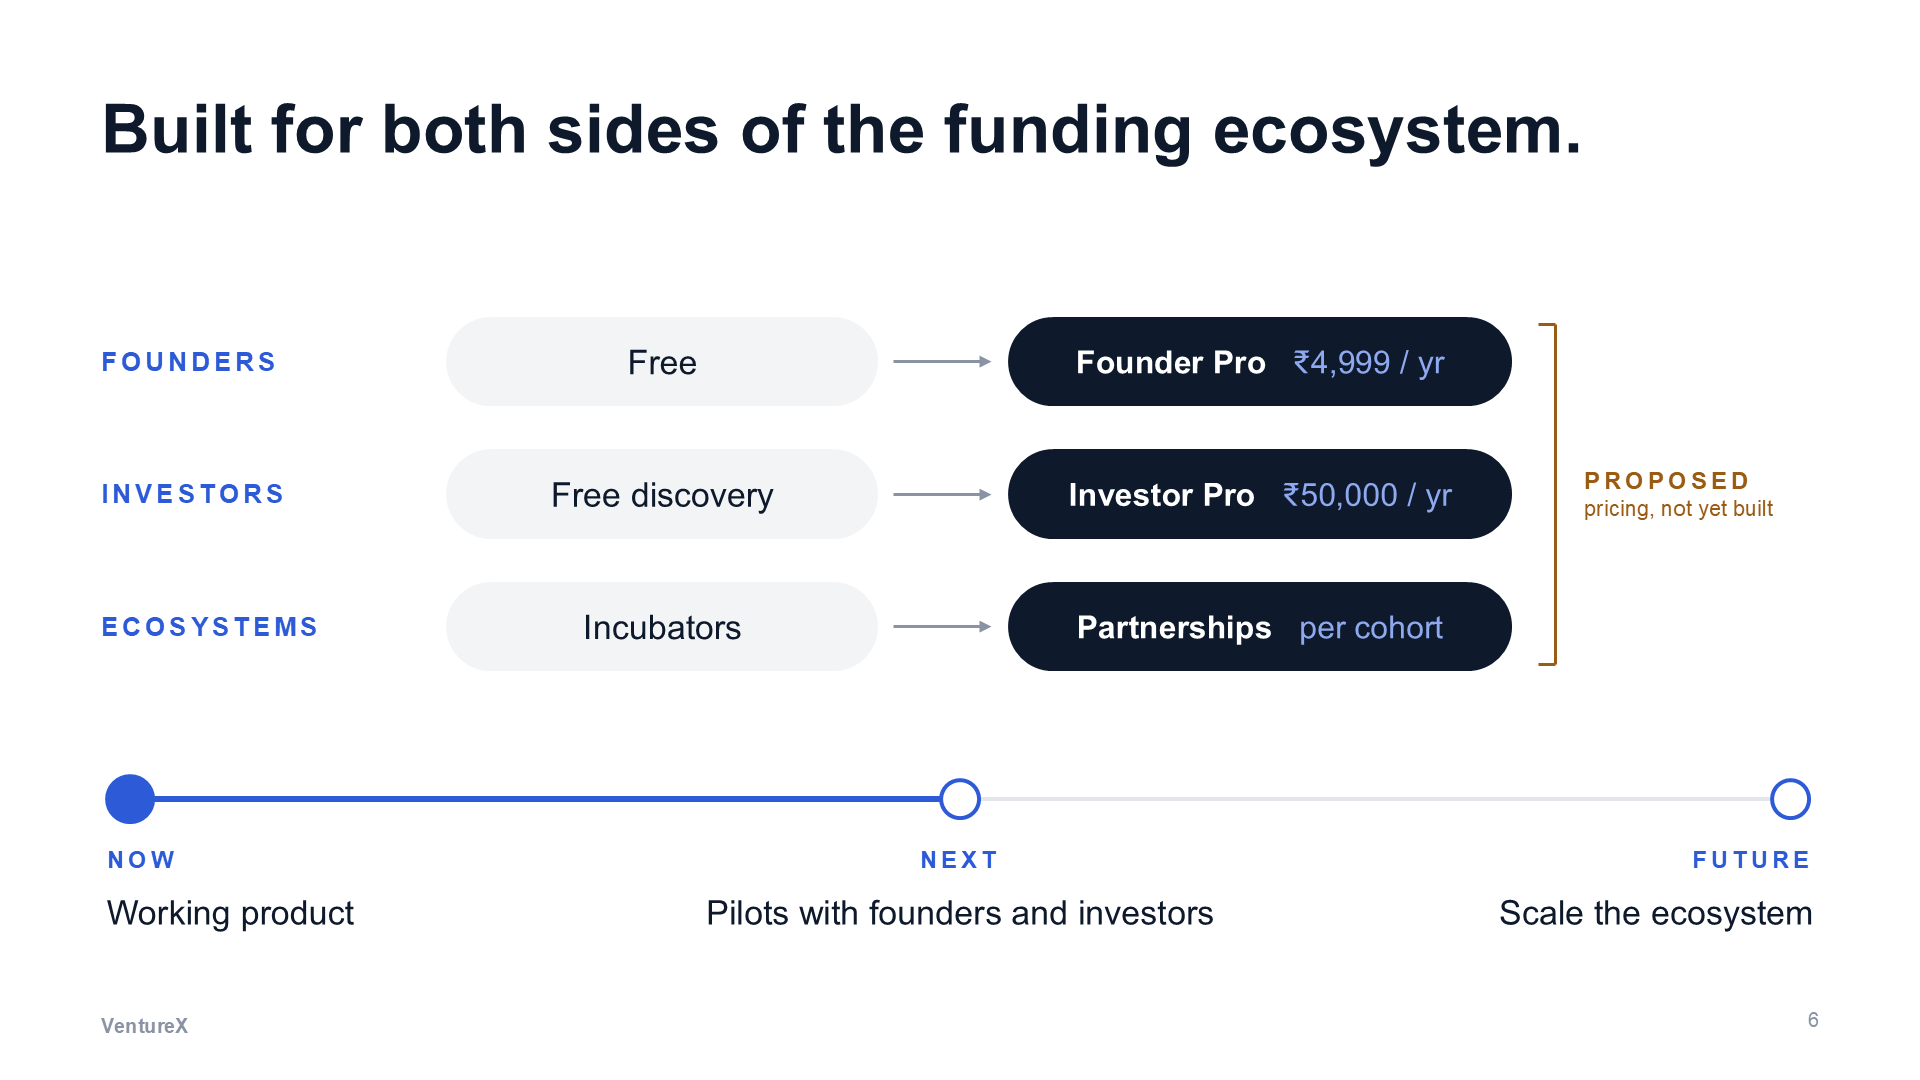 Built for both sides of the funding ecosystem.
FOUNDERS
Free
Founder Pro ₹4,999 / yr
INVESTORS
Free discovery
Investor Pro ₹50,000 / yr
PROPOSED
pricing, not yet built
ECOSYSTEMS
Incubators
Partnerships per cohort
NOW
Working product
NEXT
Pilots with founders and investors
FUTURE
Scale the ecosystem
VentureX
6